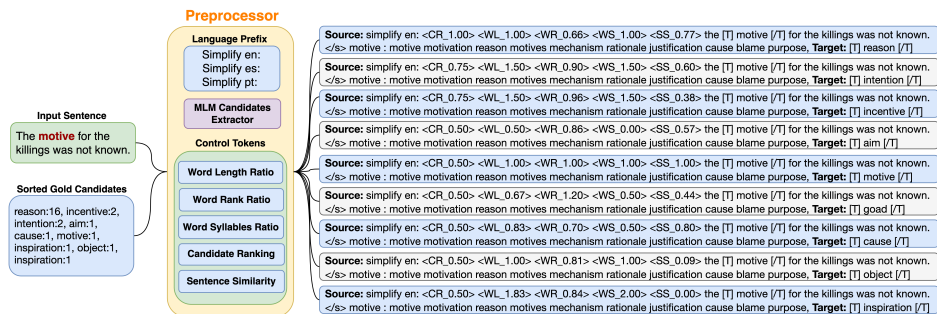 Preprocessor
Language Prefix
Simplify en:
Simplify es:
Simplify pt:
MLM Candidates
Extractor
Control Tokens
Word Length Ratio
Word Rank Ratio
Word Syllables Ratio
Candidate Ranking
Sentence Similarity
Input Sentence
The motive for the
killings was not known.
Sorted Gold Candidates
reason:16, incentive:2,
intention:2, aim:1,
cause:1, motive:1,
inspiration:1, object:1,
inspiration:1
Source: simplify en: <CR_1.00> <WL_1.00> <WR_0.66> <WS_1.00> <SS_0.77> the [T] motive [/T] for the killings was not known.
</s> motive : motive motivation reason motives mechanism rationale justification cause blame purpose, Target: [T] reason [/T]
Source: simplify en: <CR_0.75> <WL_1.50> <WR_0.90> <WS_1.50> <SS_0.60> the [T] motive [/T] for the killings was not known.
</s> motive : motive motivation reason motives mechanism rationale justification cause blame purpose, Target: [T] intention [/T]
Source: simplify en: <CR_0.75> <WL_1.50> <WR_0.96> <WS_1.50> <SS_0.38> the [T] motive [/T] for the killings was not known.
</s> motive : motive motivation reason motives mechanism rationale justification cause blame purpose, Target: [T] incentive [/T]
Source: simplify en: <CR_0.50> <WL_0.50> <WR_0.86> <WS_0.00> <SS_0.57> the [T] motive [/T] for the killings was not known.
</s> motive : motive motivation reason motives mechanism rationale justification cause blame purpose, Target: [T] aim [/T]
Source: simplify en: <CR_0.50> <WL_1.00> <WR_1.00> <WS_1.00> <SS_1.00> the [T] motive [/T] for the killings was not known.
</s> motive : motive motivation reason motives mechanism rationale justification cause blame purpose, Target: [T] motive [/T]
Source: simplify en: <CR_0.50> <WL_0.67> <WR_1.20> <WS_0.50> <SS_0.44> the [T] motive [/T] for the killings was not known.
</s> motive : motive motivation reason motives mechanism rationale justification cause blame purpose, Target: [T] goad [/T]
Source: simplify en: <CR_0.50> <WL_0.83> <WR_0.70> <WS_0.50> <SS_0.80> the [T] motive [/T] for the killings was not known.
</s> motive : motive motivation reason motives mechanism rationale justification cause blame purpose, Target: [T] cause [/T]
Source: simplify en: <CR_0.50> <WL_1.00> <WR_0.81> <WS_1.00> <SS_0.09> the [T] motive [/T] for the killings was not known.
</s> motive : motive motivation reason motives mechanism rationale justification cause blame purpose, Target: [T] object [/T]
Source: simplify en: <CR_0.50> <WL_1.83> <WR_0.84> <WS_2.00> <SS_0.00> the [T] motive [/T] for the killings was not known.
</s> motive : motive motivation reason motives mechanism rationale justification cause blame purpose, Target: [T] inspiration [/T]